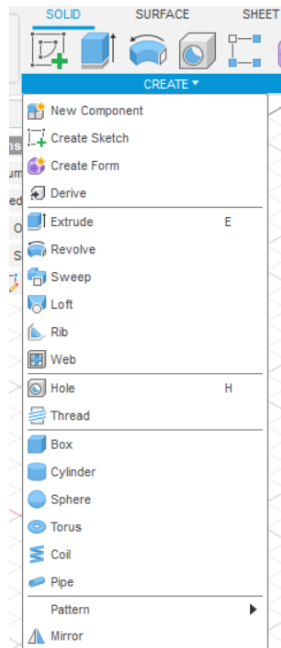 SOLID SURFACE SHEET
CREATE ▾
New Component
Create Sketch
Create Form
Derive
Extrude E
Revolve
Sweep
Loft
Rib
Web
Hole H
Thread
Box
Cylinder
Sphere
Torus
Coil
Pipe
Pattern
Mirror